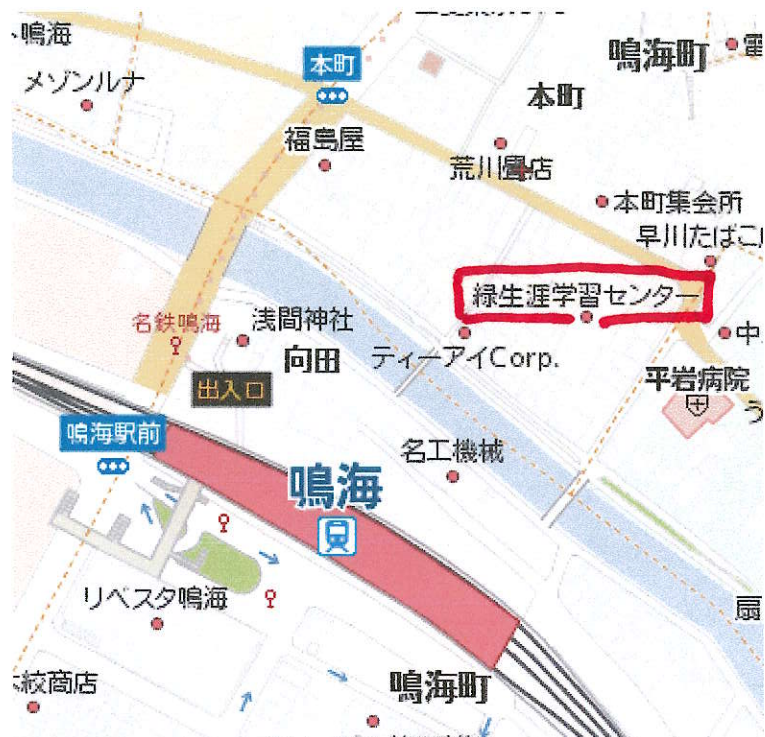 鳴海
メゾンルナ
本町
福島屋
鳴海町
本町
荒川畳店
本町集会所
早川たばこ
緑生涯学習センター
名鉄鳴海
浅間神社
向田
ティーアイCorp.
中
平岩病院
う
出入口
鳴海駅前
名工機械
鳴海
リベスタ鳴海
扇
絞商店
鳴海町